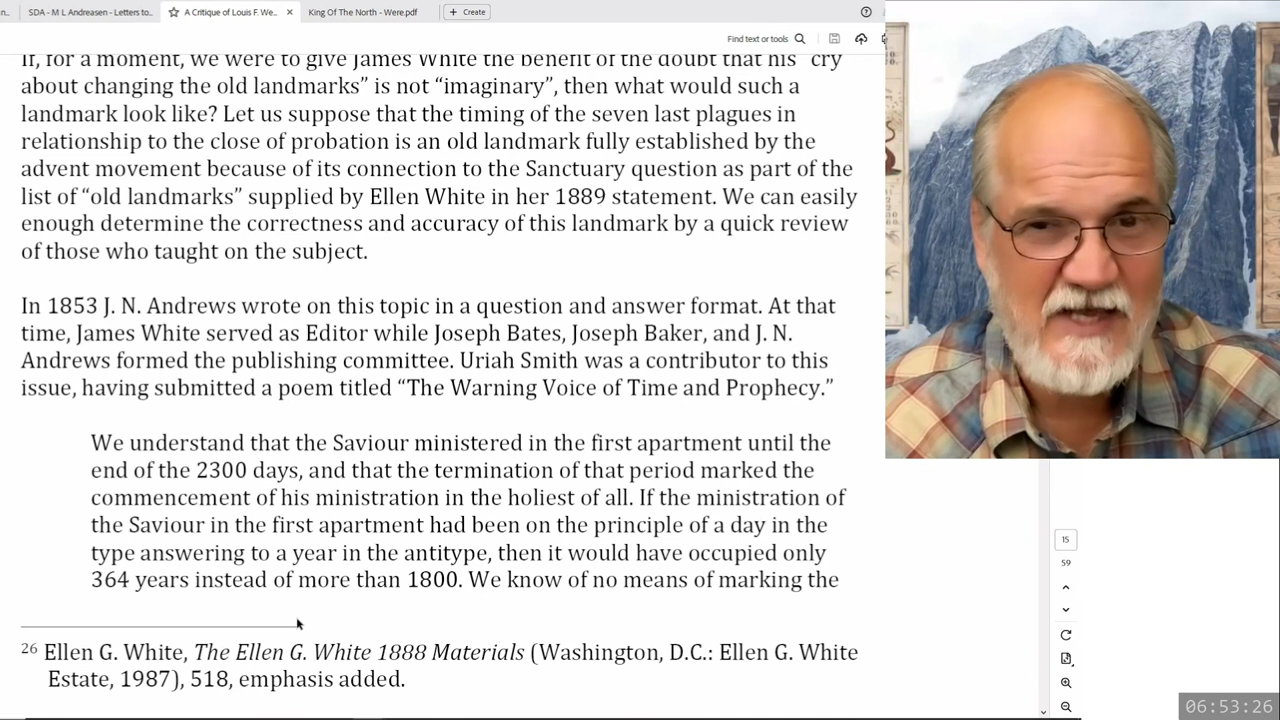 SDA - M L Andreasen - Letters to...
A Critique of Louis F. We...
King Of The North - Were.pdf
Create
Find text or tools
If, for a moment, we were to give James White the benefit of the doubt that his “cry
about changing the old landmarks” is not “imaginary”, then what would such a
landmark look like? Let us suppose that the timing of the seven last plagues in
relationship to the close of probation is an old landmark fully established by the
advent movement because of its connection to the Sanctuary question as part of the
list of “old landmarks” supplied by Ellen White in her 1889 statement. We can easily
enough determine the correctness and accuracy of this landmark by a quick review
of those who taught on the subject.
In 1853 J. N. Andrews wrote on this topic in a question and answer format. At that
time, James White served as Editor while Joseph Bates, Joseph Baker, and J. N.
Andrews formed the publishing committee. Uriah Smith was a contributor to this
issue, having submitted a poem titled “The Warning Voice of Time and Prophecy.”
We understand that the Saviour ministered in the first apartment until the
end of the 2300 days, and that the termination of that period marked the
commencement of his ministration in the holiest of all. If the ministration of
the Saviour in the first apartment had been on the principle of a day in the
type answering to a year in the antitype, then it would have occupied only
364 years instead of more than 1800. We know of no means of marking the
26 Ellen G. White, The Ellen G. White 1888 Materials (Washington, D.C.: Ellen G. White
Estate, 1987), 518, emphasis added.
15
59
06:53:26